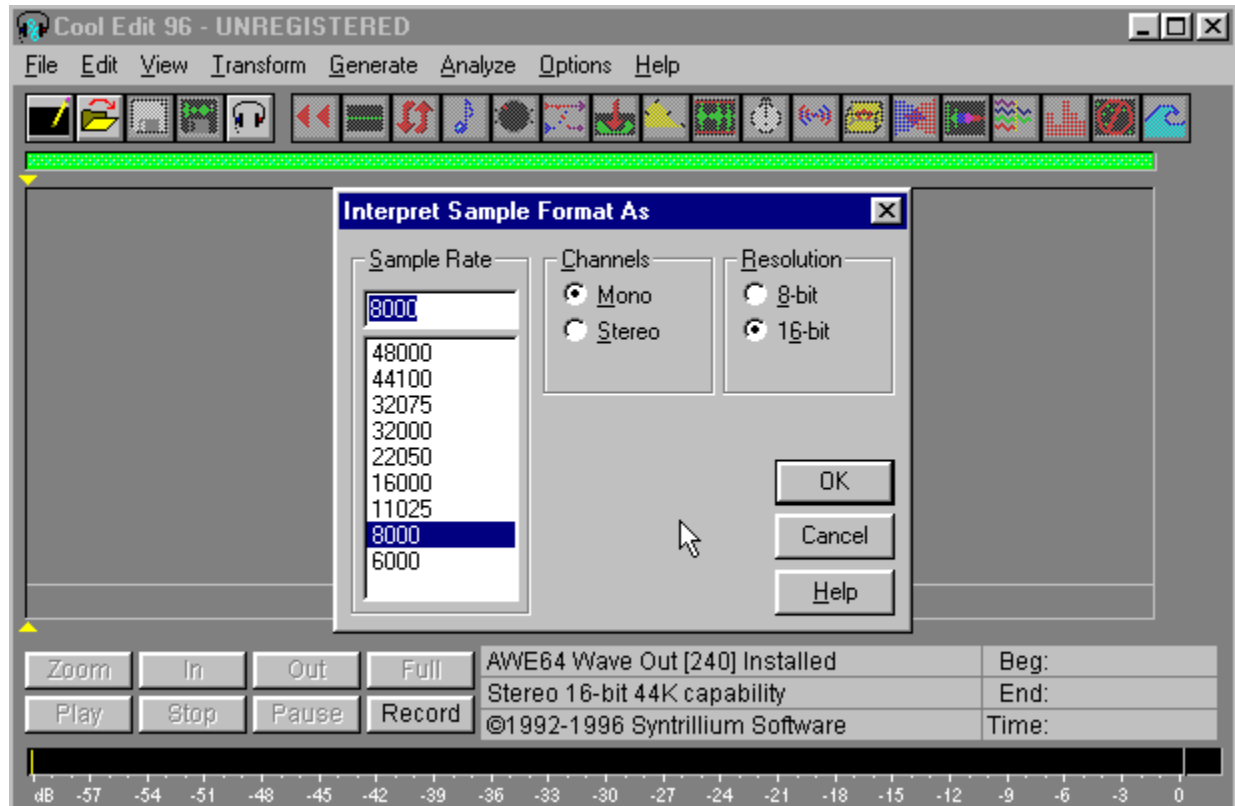 Cool Edit 96 - UNREGISTERED
File Edit View Transform Generate Analyze Options Help
Interpret Sample Format As
Sample Rate
8000
48000
44100
32075
32000
22050
16000
11025
8000
6000
Channels
Mono
Stereo
Resolution
8-bit
16-bit
OK
Cancel
Help
Zoom In Out Full
Play Stop Pause Record
AWE64 Wave Out [240] Installed
Stereo 16-bit 44K capability
©1992-1996 Syntrillium Software
Beg:
End:
Time:
dB -57 -54 -51 -48 -45 -42 -39 -36 -33 -30 -27 -24 -21 -18 -15 -12 -9 -6 -3 0